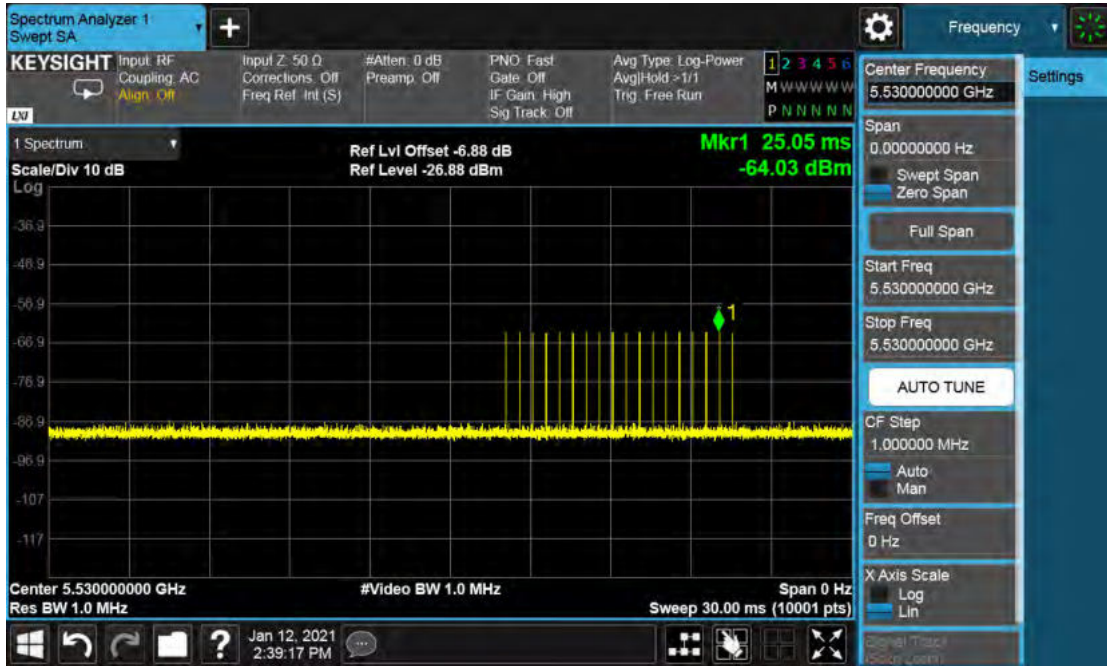 Spectrum Analyzer 1
Swept SA
Frequency
KEYSIGHT
Input: RF
Coupling: AC
Align: Off
Input Z: 50 Ω
Corrections: Off
Freq Ref: Int (S)
#Atten: 0 dB
Preamp: Off
PNO: Fast
Gate: Off
IF Gain: High
Sig Track: Off
Avg Type: Log-Power
Avg|Hold >1/1
Trig: Free Run
1 2 3 4 5 6
M W W W W W
P N N N N N
LXI
1 Spectrum
Scale/Div 10 dB
Log
Ref Lvl Offset -6.88 dB
Ref Level -26.88 dBm
Mkr1 25.05 ms
-64.03 dBm
-36.9
-46.9
-56.9
-66.9
-76.9
-86.9
-96.9
-107
-117
1
Center 5.530000000 GHz
Res BW 1.0 MHz
#Video BW 1.0 MHz
Span 0 Hz
Sweep 30.00 ms (10001 pts)
Jan 12, 2021
2:39:17 PM
Center Frequency
5.530000000 GHz
Settings
Span
0.00000000 Hz
Swept Span
Zero Span
Full Span
Start Freq
5.530000000 GHz
Stop Freq
5.530000000 GHz
AUTO TUNE
CF Step
1.000000 MHz
Auto
Man
Freq Offset
0 Hz
X Axis Scale
Log
Lin
Signal Track
(Span Zoom)